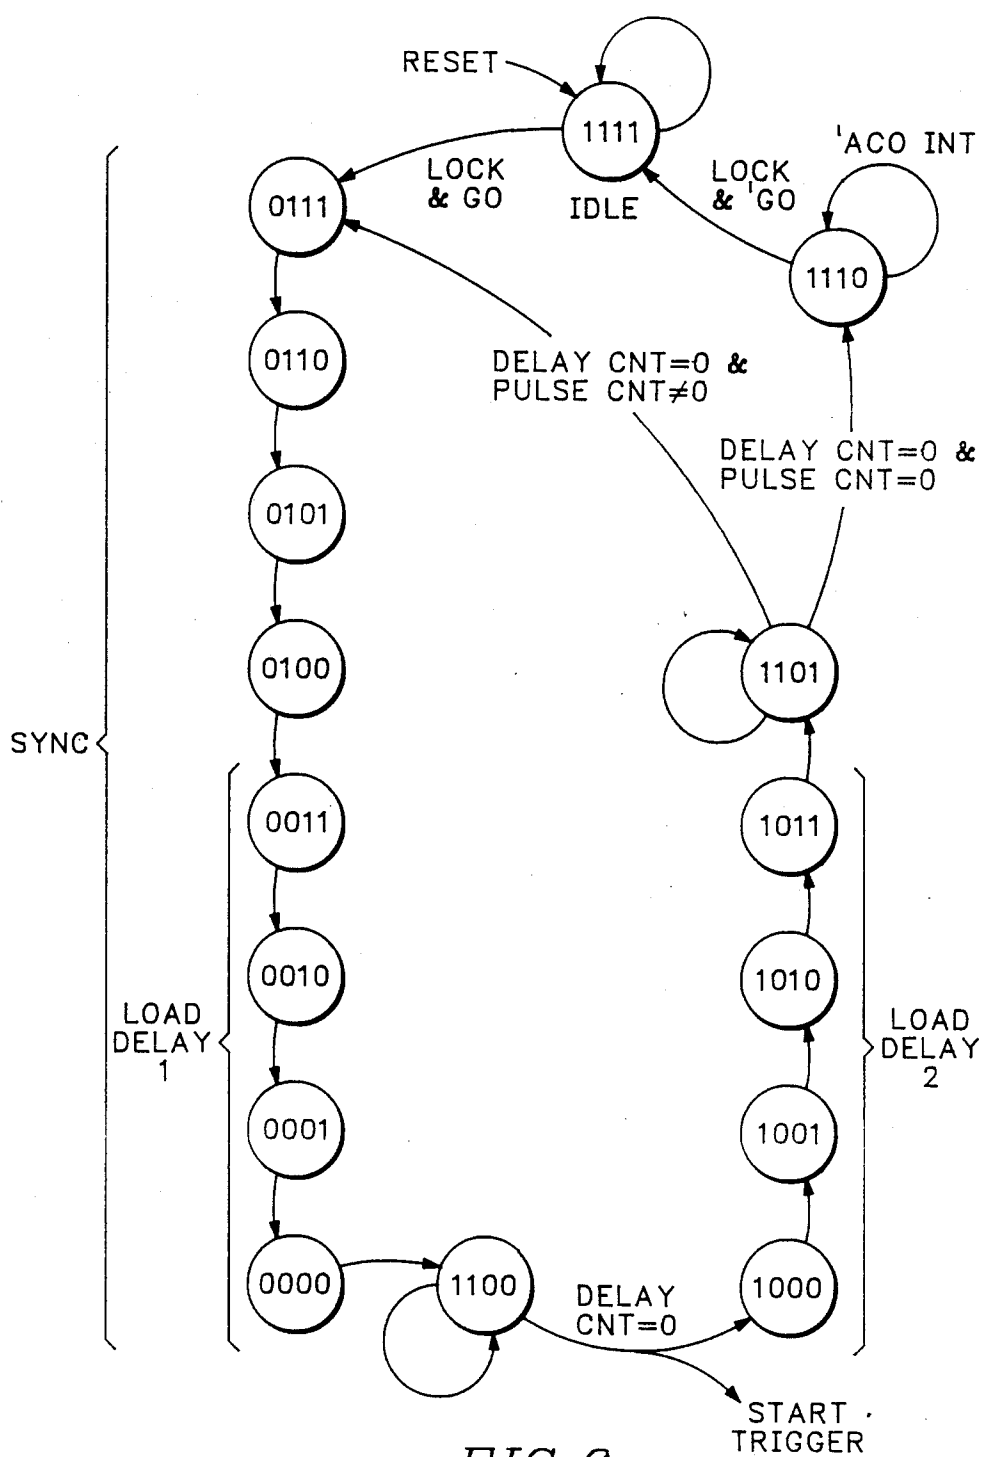 RESET
1111
IDLE
'ACO INT
LOCK
& GO
LOCK
& 'GO
0111
1110
0110
DELAY CNT=0 &
PULSE CNT≠0
DELAY CNT=0 &
PULSE CNT=0
0101
0100
1101
SYNC
0011
1011
0010
1010
LOAD
DELAY
1
LOAD
DELAY
2
0001
1001
0000
1100
DELAY
CNT=0
1000
START
TRIGGER